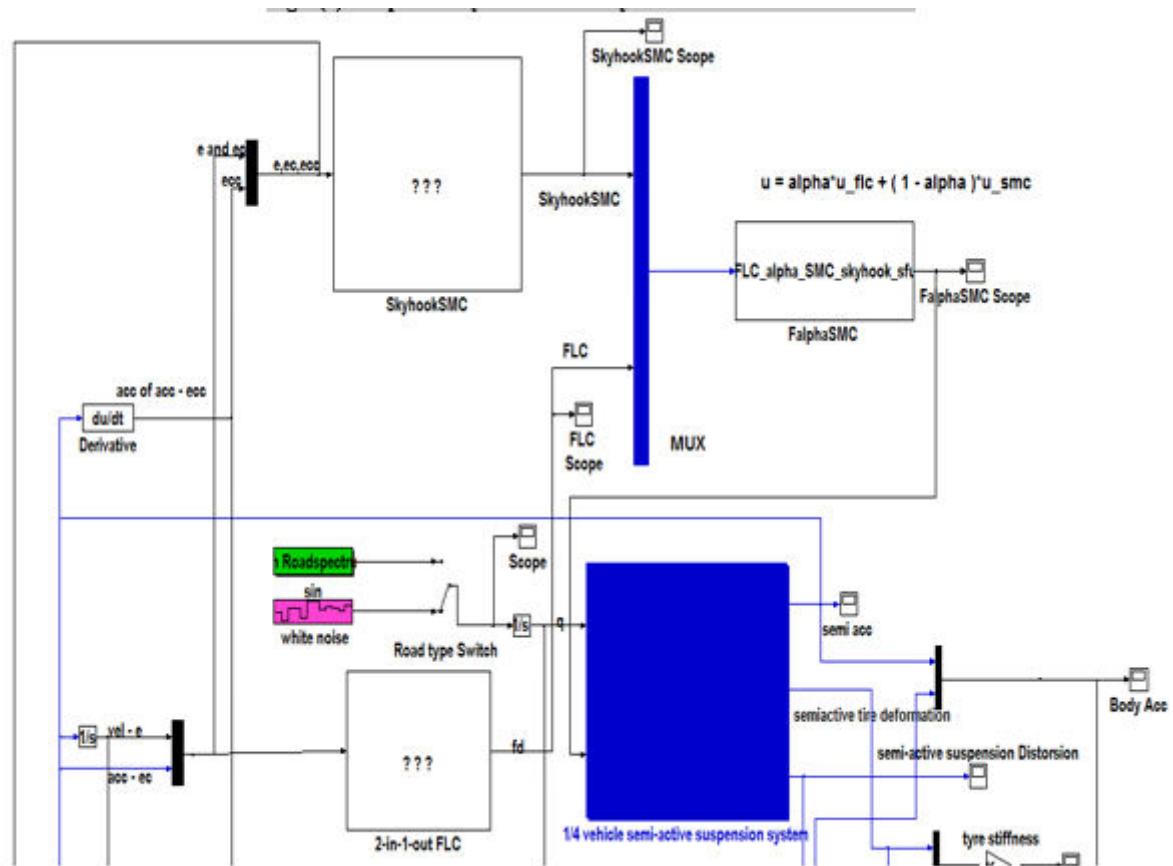 SkyhookSMC Scope
e and ec
e,ec,ecc
ecc
? ? ?
SkyhookSMC
SkyhookSMC
u = alpha*u_flc + ( 1 - alpha )*u_smc
FLC_alpha_SMC_skyhook_sfu
FalphaSMC Scope
FalphaSMC
FLC
acc of acc - ecc
du/dt
Derivative
FLC
Scope
MUX
Roadspectr
Scope
sin
white noise
1/s
q
semi acc
Road type Switch
Body Acc
semiactive tire deformation
1/s
vel - e
fd
semi-active suspension Distorsion
? ? ?
acc - ec
1/4 vehicle semi-active suspension system
tyre stiffness
2-in-1-out FLC